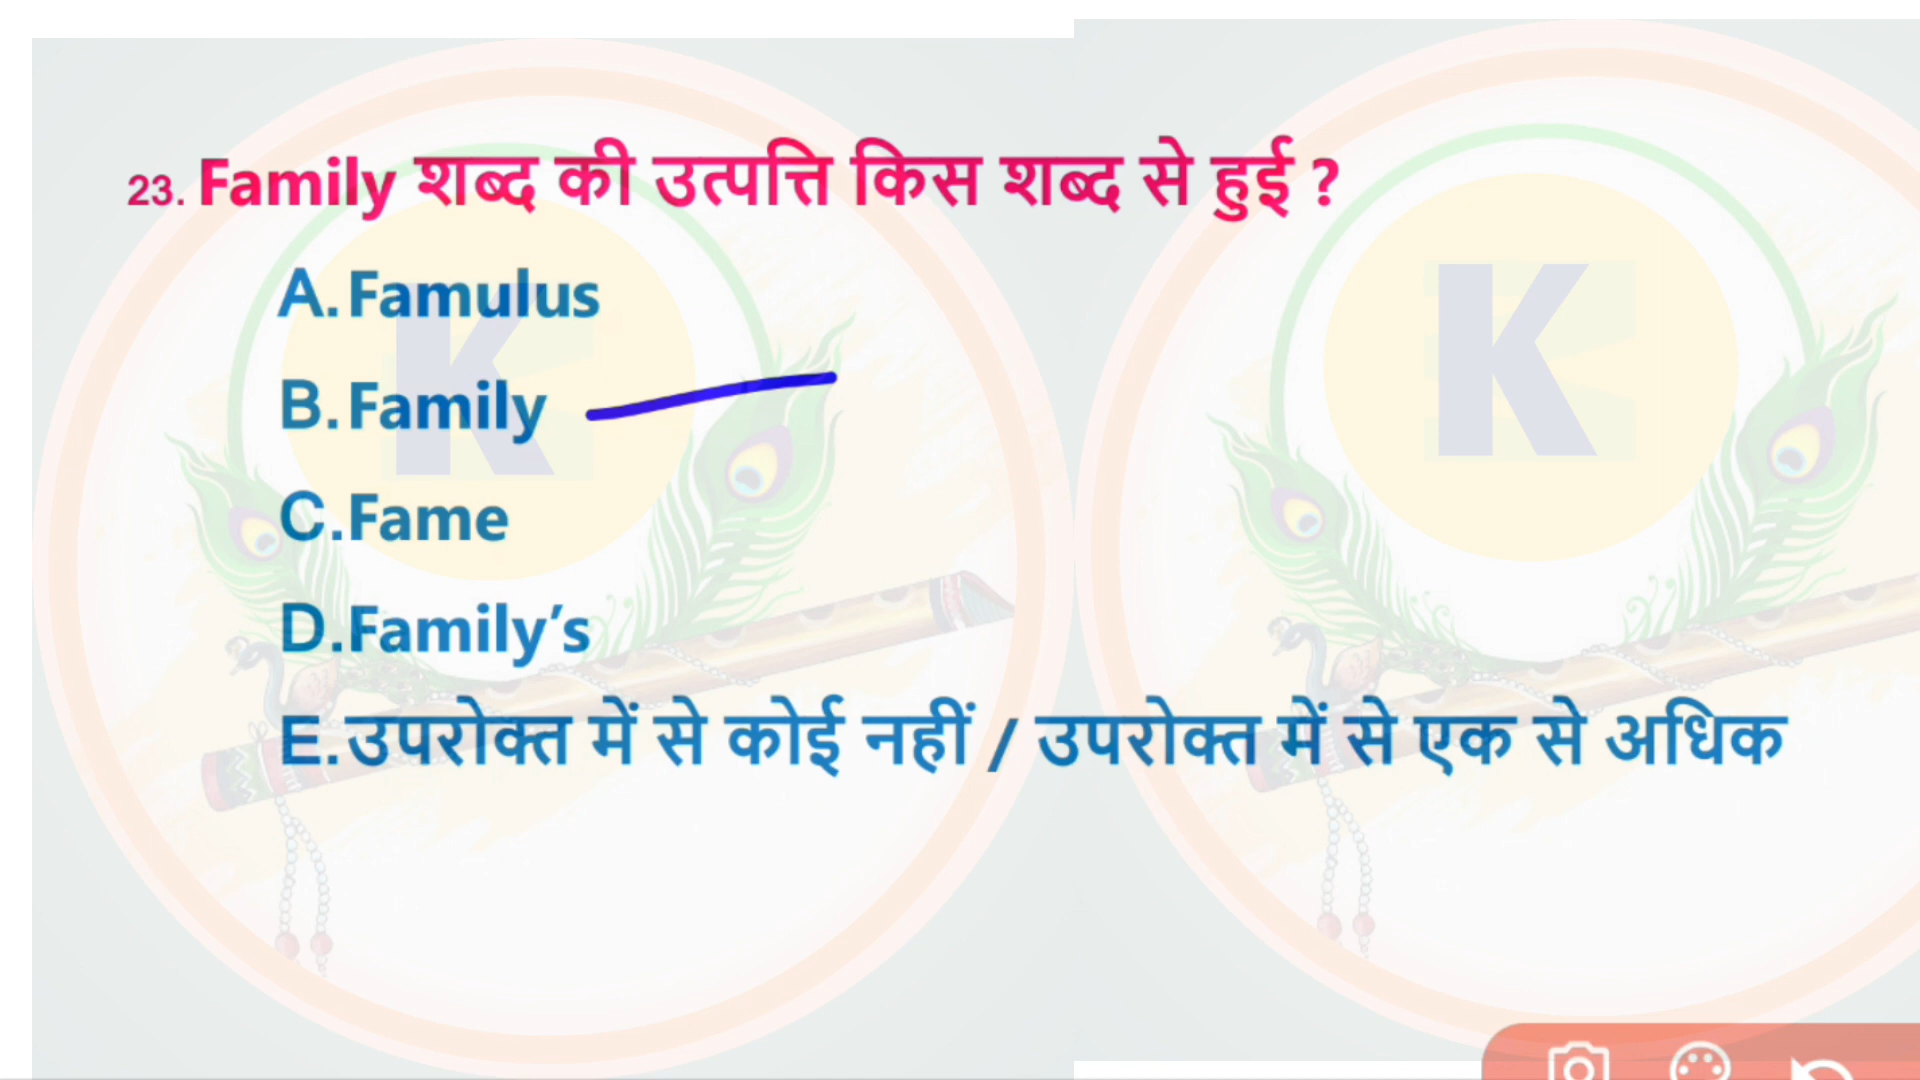 23. Family शब्द की उत्पत्ति किस शब्द से हुई ?
A. Famulus
B. Family
C. Fame
D. Family’s
E. उपरोक्त में से कोई नहीं / उपरोक्त में से एक से अधिक
K
K